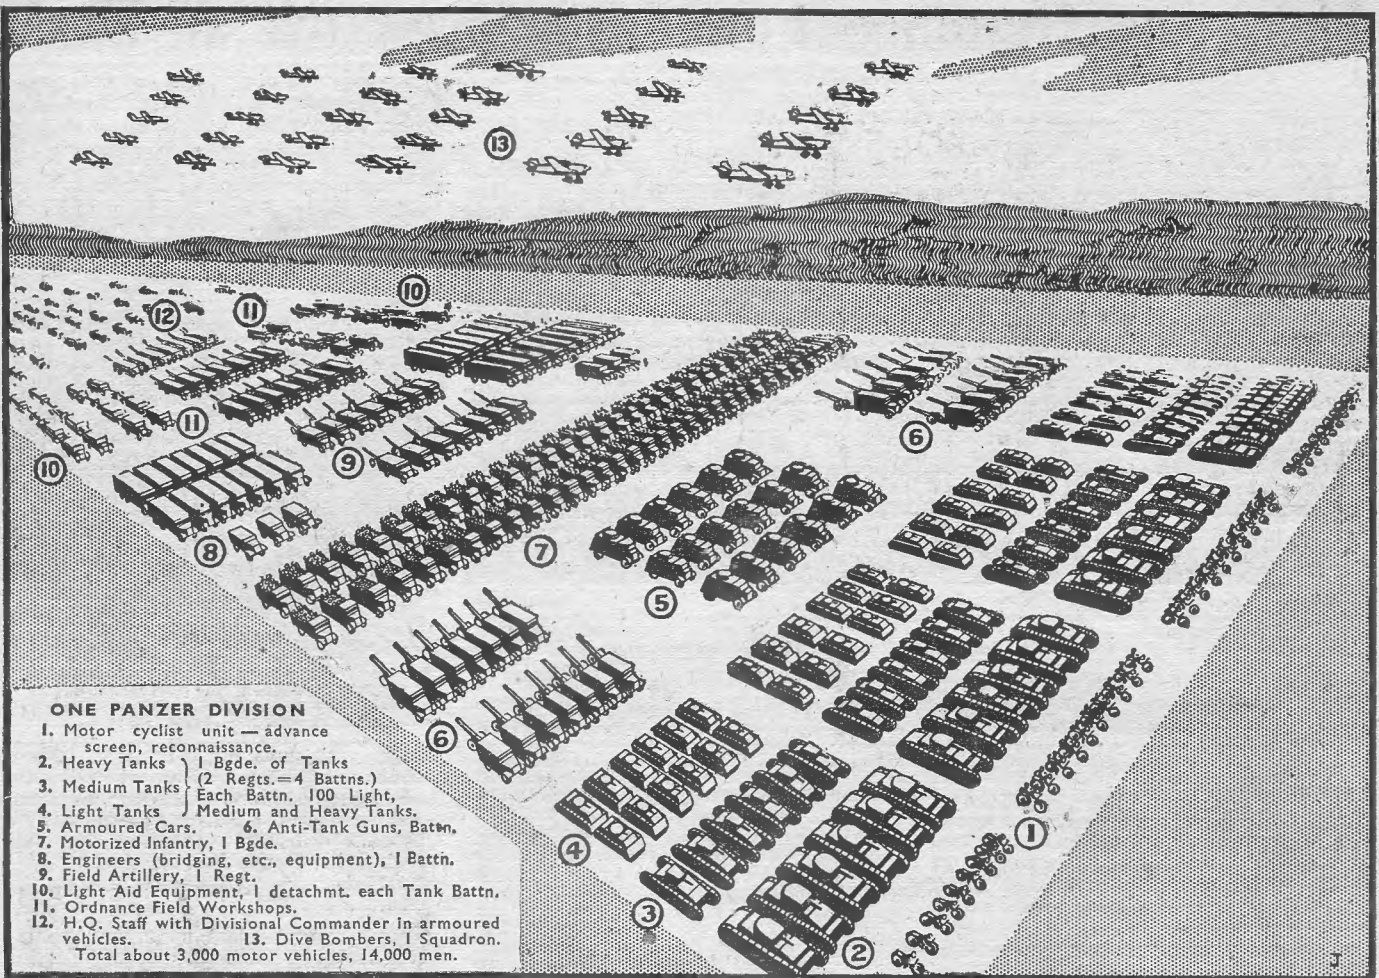 13
10
11
12
11
6
9
10
8
7
5
6
4
1
3
2
ONE PANZER DIVISION
1. Motor cyclist unit — advance
screen, reconnaissance.
2. Heavy Tanks } 1 Bgde. of Tanks
(2 Regts.=4 Battns.)
3. Medium Tanks Each Battn. 100 Light,
4. Light Tanks Medium and Heavy Tanks.
5. Armoured Cars. 6. Anti-Tank Guns, Battn.
7. Motorized Infantry, 1 Bgde.
8. Engineers (bridging, etc., equipment), 1 Battn.
9. Field Artillery, 1 Regt.
10. Light Aid Equipment, 1 detachmt. each Tank Battn.
11. Ordnance Field Workshops.
12. H.Q. Staff with Divisional Commander in armoured
vehicles. 13. Dive Bombers, 1 Squadron.
Total about 3,000 motor vehicles, 14,000 men.
J